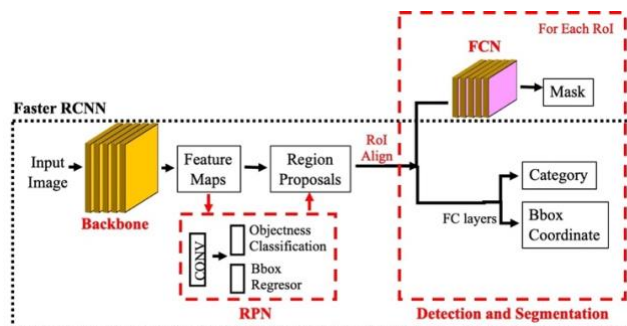 For Each RoI
FCN
Mask
Faster RCNN
Input
Image
Backbone
Feature
Maps
Region
Proposals
RoI
Align
Category
FC layers
Bbox
Coordinate
CONV
Objectness
Classification
Bbox
Regresor
RPN
Detection and Segmentation